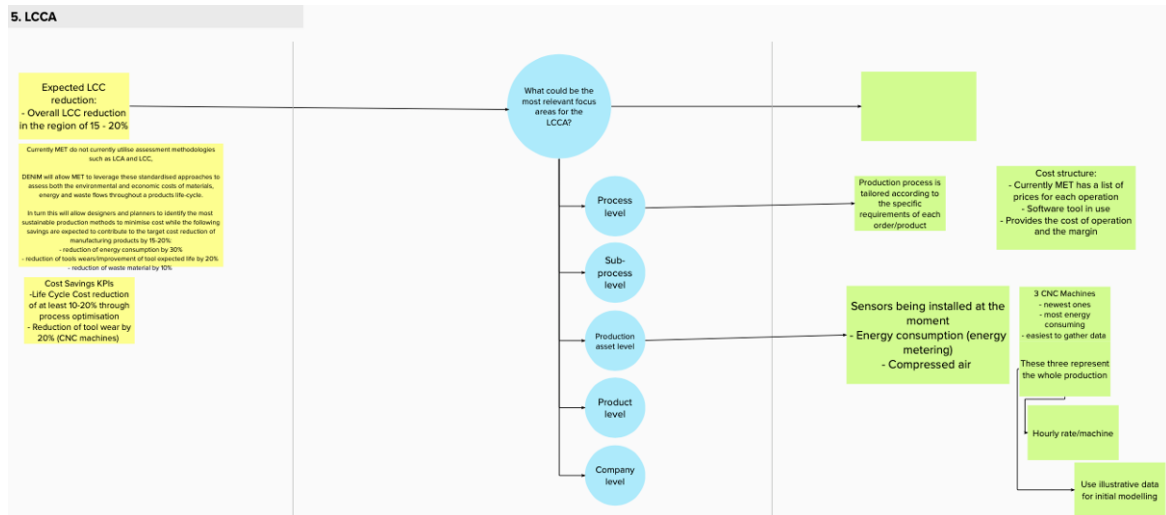 5. LCCA
Expected LCC
reduction:
- Overall LCC reduction
in the region of 15 - 20%
Currently MET do not currently utilise assessment methodologies
such as LCA and LCC,
DENiM will allow MET to leverage these standardised approaches to
assess both the environmental and economic costs of materials,
energy and waste flows throughout a products life-cycle.
In turn this will allow designers and planners to identify the most
sustainable production methods to minimise cost while the following
savings are expected to contribute to the target cost reduction of
manufacturing products by 15-20%:
- reduction of energy consumption by 30%
- reduction of tools wears/improvement of tool expected life by 20%
- reduction of waste material by 10%
Cost Savings KPIs
-Life Cycle Cost reduction
of at least 10-20% through
process optimisation
- Reduction of tool wear by
20% (CNC machines)
What could be the
most relevant focus
areas for the
LCCA?
Process
level
Sub-
process
level
Production
asset level
Product
level
Company
level
Production process is
tailored according to
the specific
requirements of each
order/product
Cost structure:
- Currently MET has a list of
prices for each operation
- Software tool in use
- Provides the cost of operation
and the margin
Sensors being installed at the
moment
- Energy consumption (energy
metering)
- Compressed air
3 CNC Machines
- newest ones
- most energy
consuming
- easiest to gather data
These three represent
the whole production
Hourly rate/machine
Use illustrative data
for initial modelling